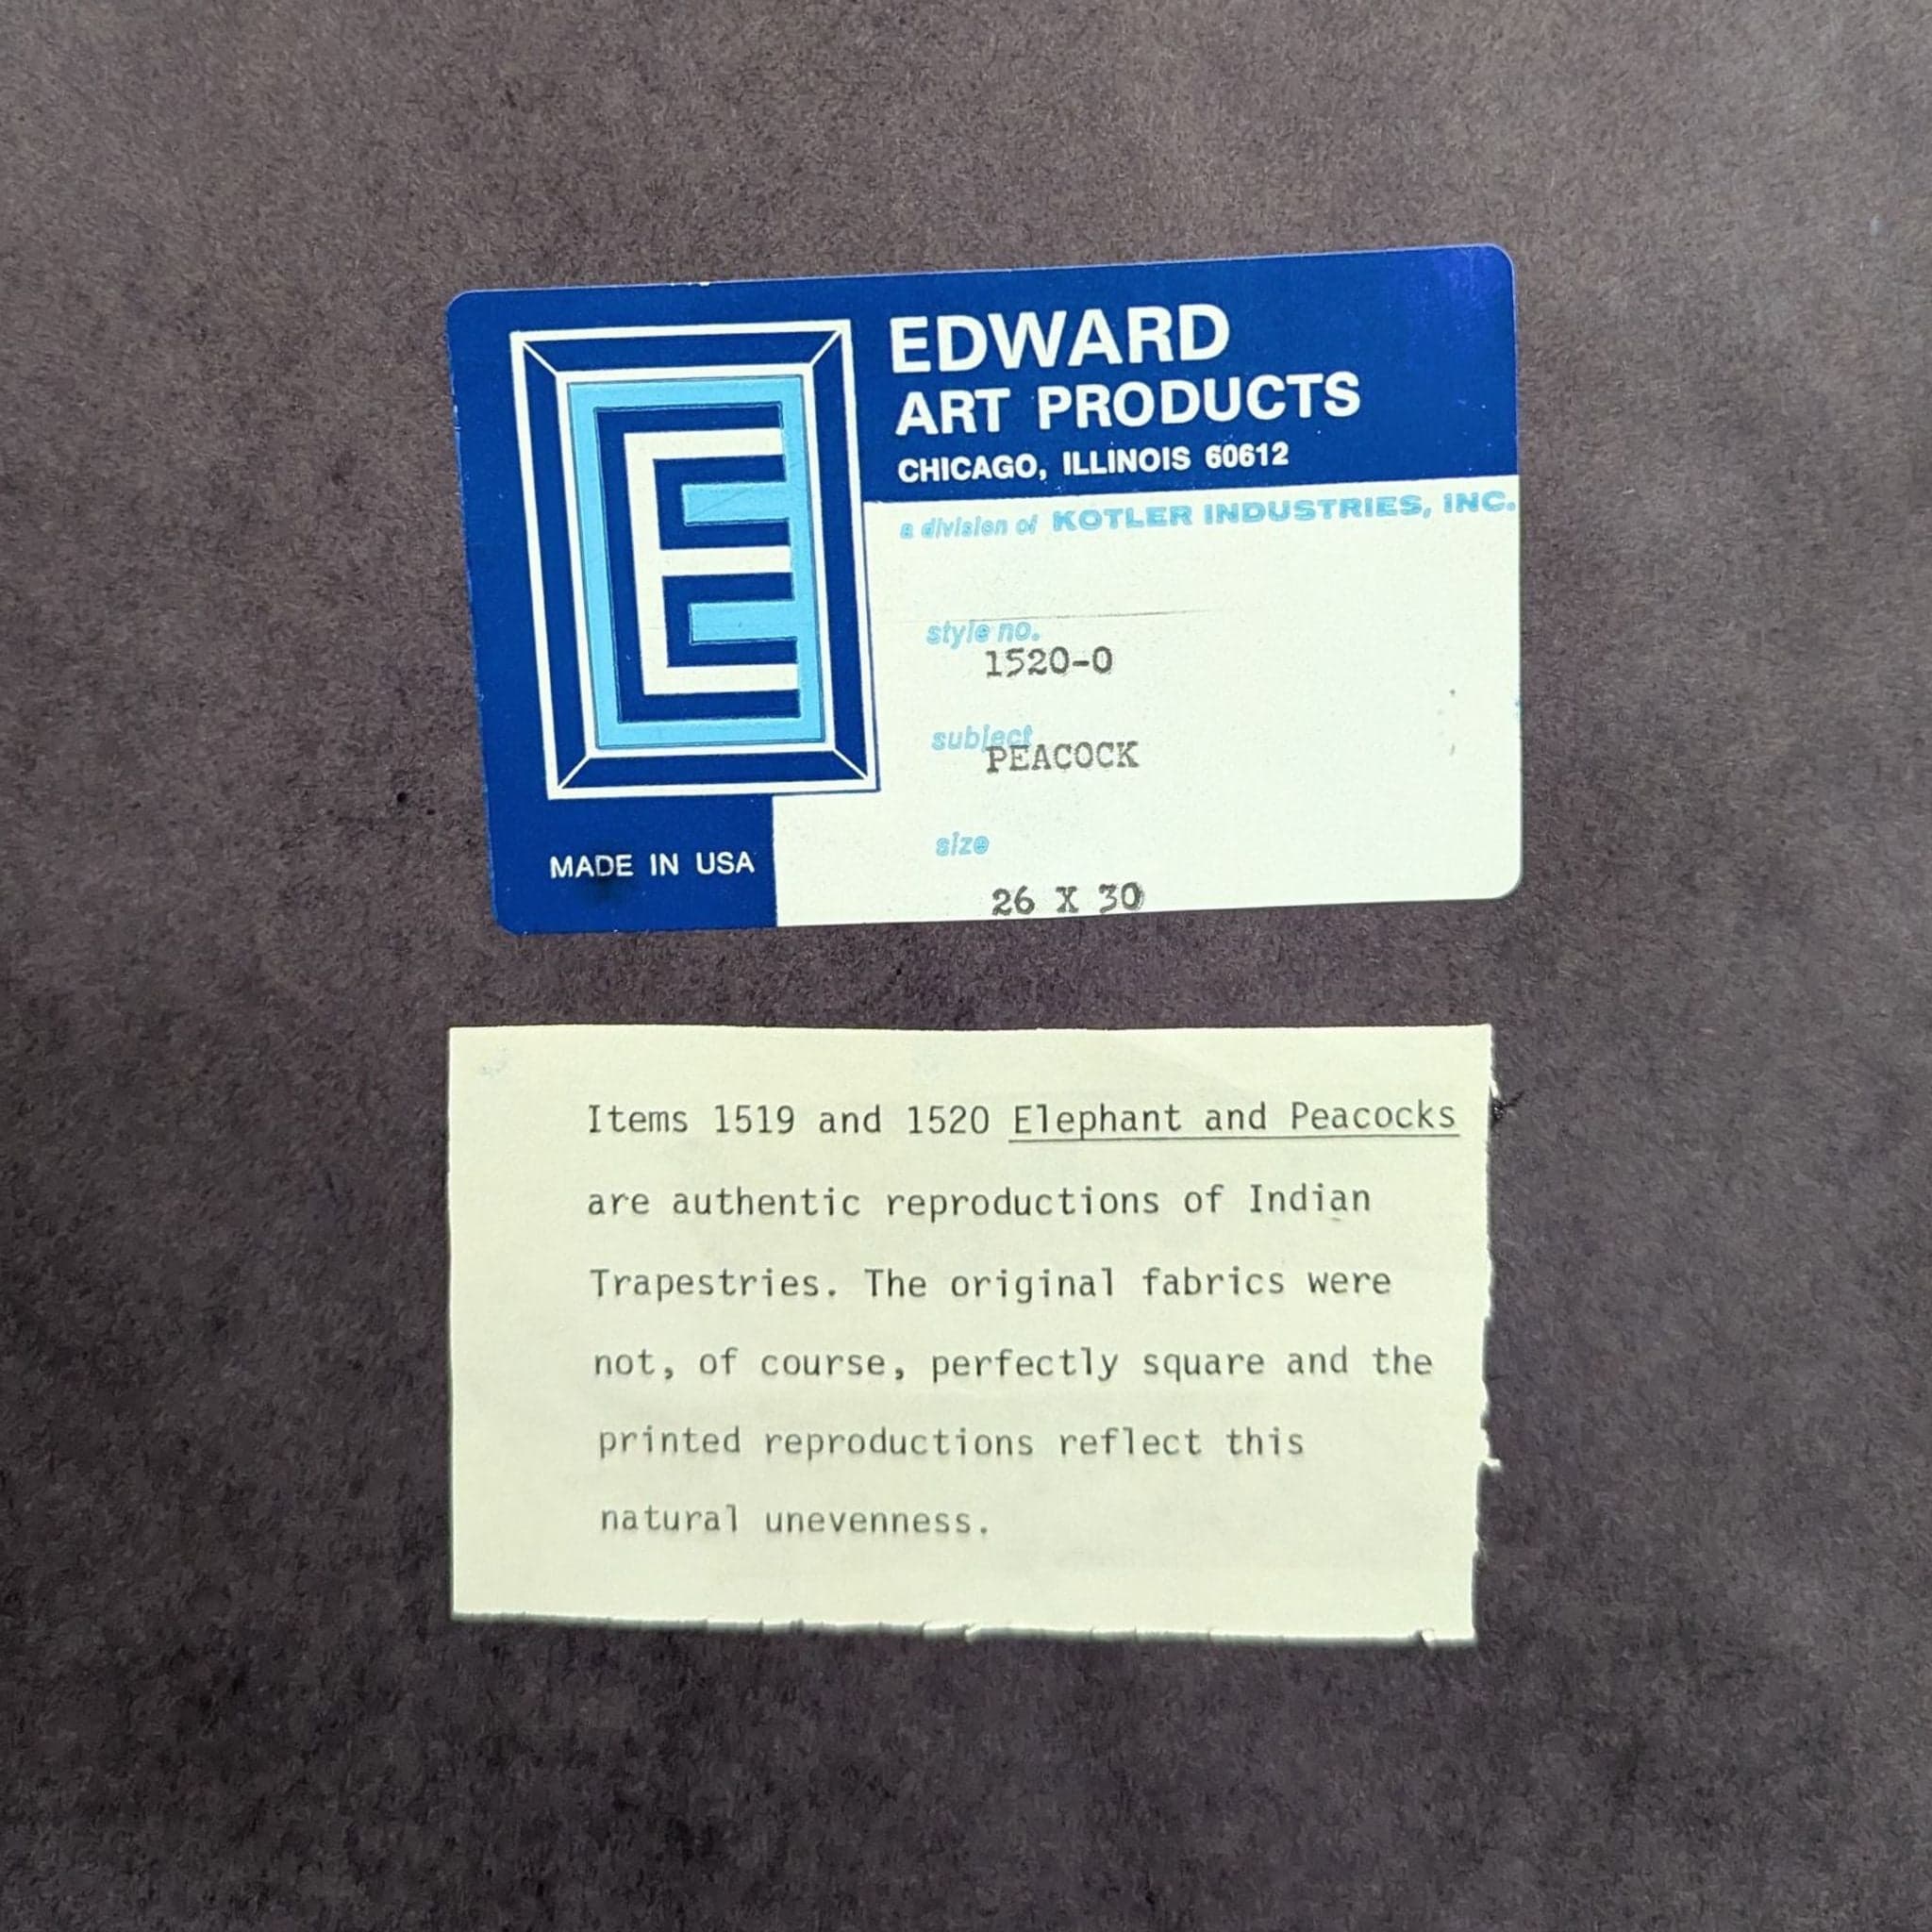 E
EDWARD
ART PRODUCTS
CHICAGO, ILLINOIS 60612
a division of KOTLER INDUSTRIES, INC.
style no.
1520-0
subject
PEACOCK
size
26 X 30
MADE IN USA
Items 1519 and 1520 Elephant and Peacocks
are authentic reproductions of Indian
Trapestries. The original fabrics were
not, of course, perfectly square and the
printed reproductions reflect this
natural unevenness.